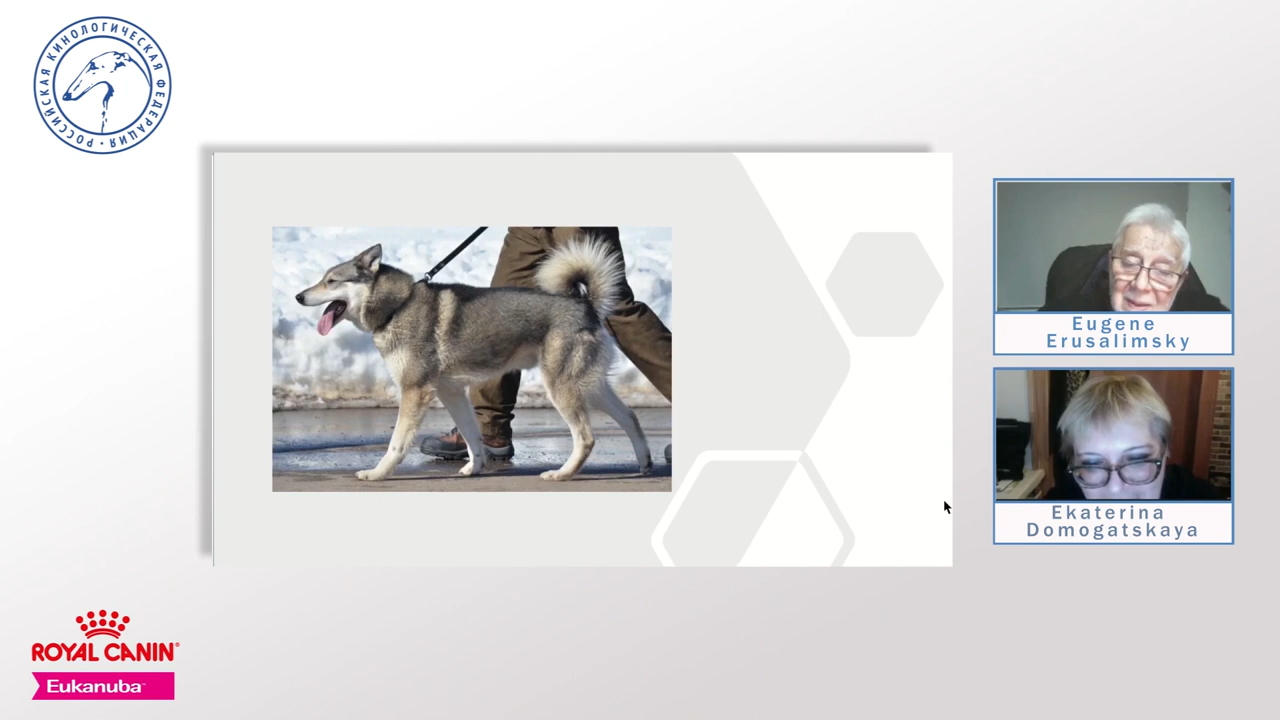 РОССИЙСКАЯ КИНОЛОГИЧЕСКАЯ ФЕДЕРАЦИЯ
Eugene
Erusalimsky
Ekaterina
Domogatskaya
ROYAL CANIN
Eukanuba